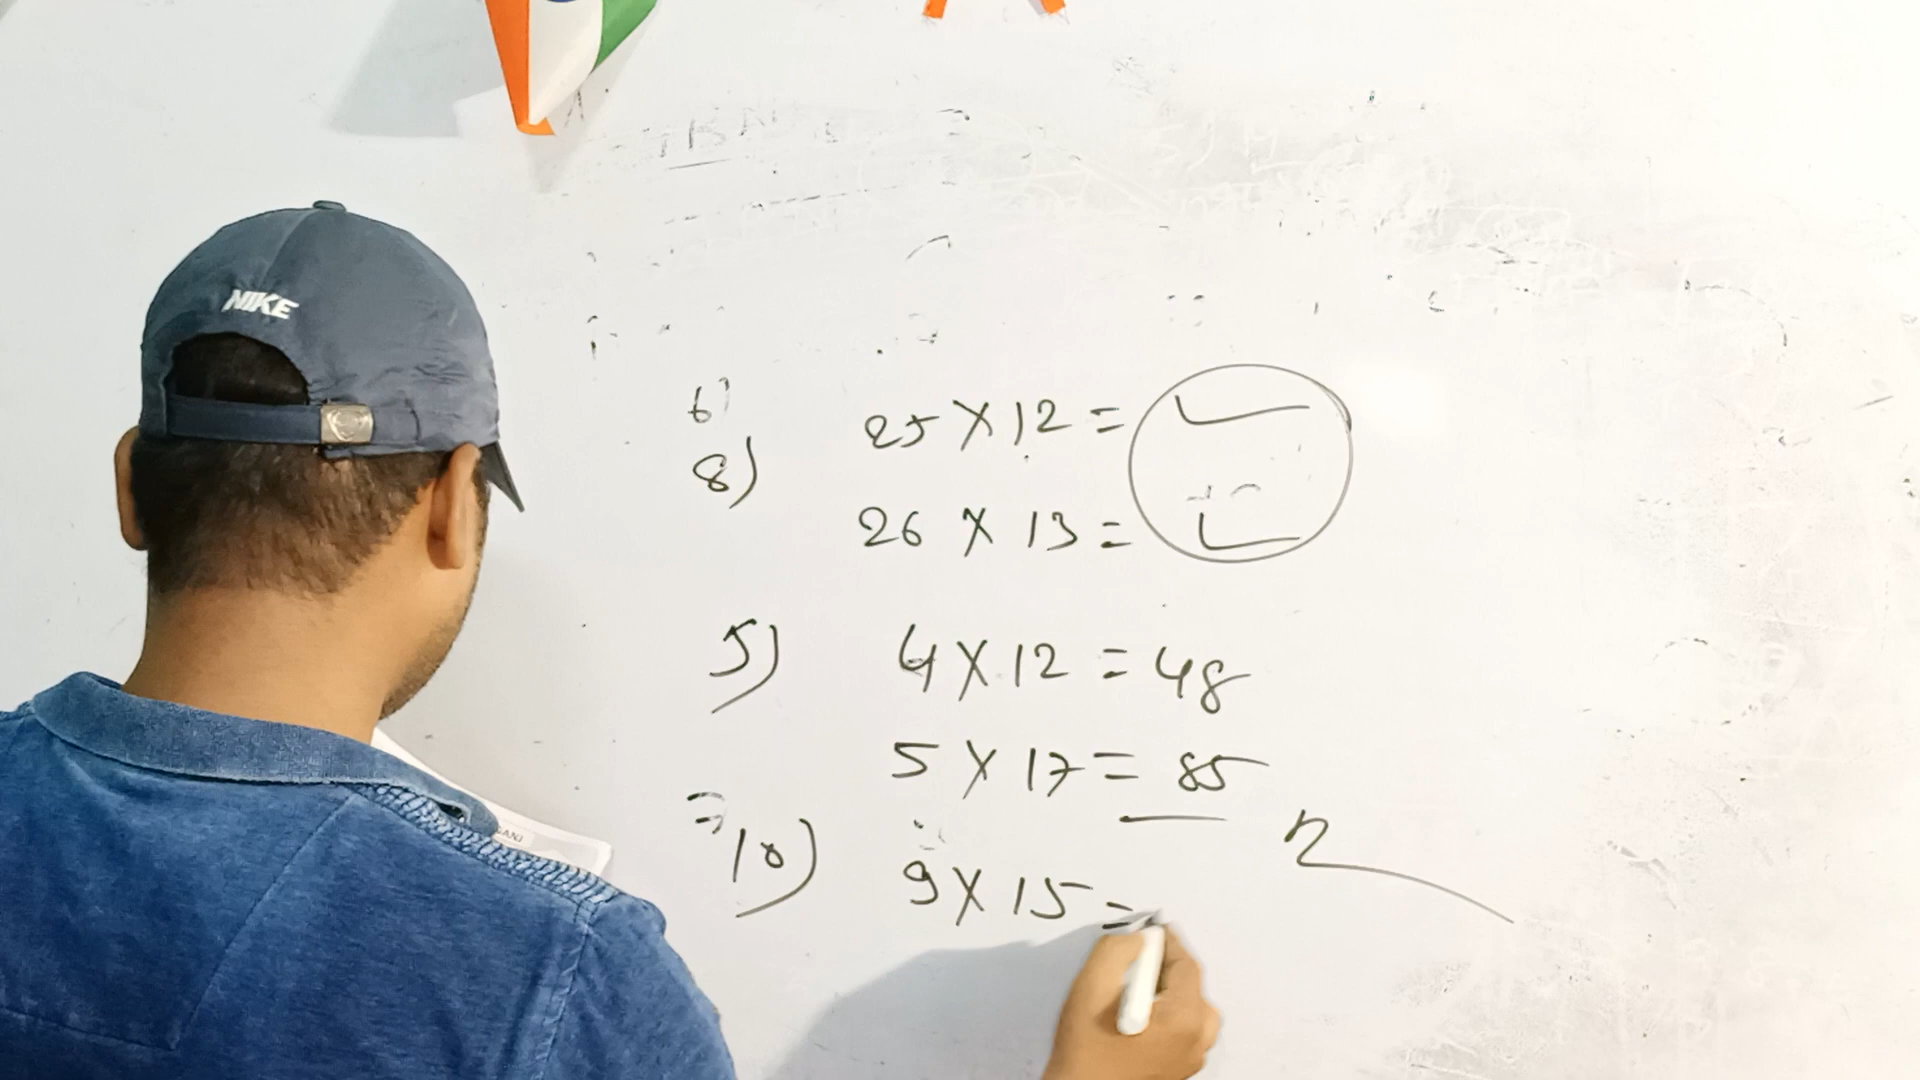 NIKE
6)
25 X 12 =
8)
26 X 13 =
5) 4 X 12 = 48
5 X 17 = 85
10) 9 X 15 =